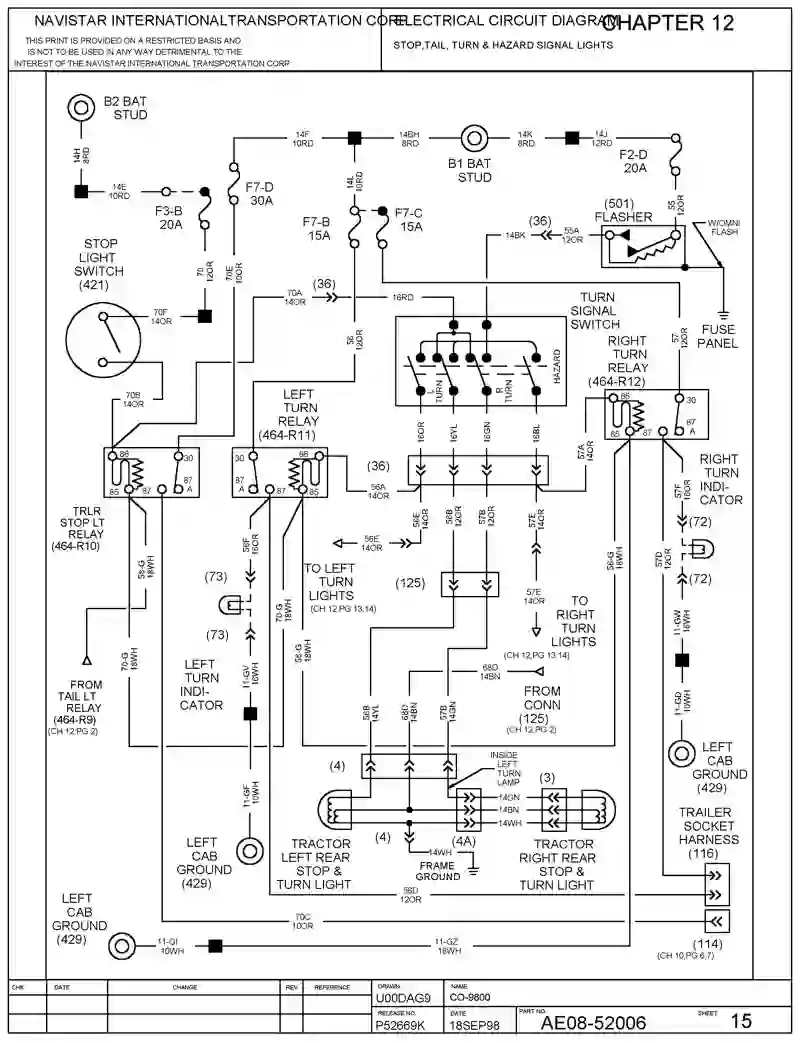 NAVISTAR INTERNATIONAL TRANSPORTATION CORP.
ELECTRICAL CIRCUIT DIAGRAM
CHAPTER 12
THIS PRINT IS PROVIDED ON A RESTRICTED BASIS AND
IS NOT TO BE USED IN ANY WAY DETRIMENTAL TO THE
INTEREST OF THE NAVISTAR INTERNATIONAL TRANSPORTATION CORP
STOP,TAIL, TURN & HAZARD SIGNAL LIGHTS
B2 BAT
STUD
14H
8RD
14E
10RD
F3-B
20A
14F
10RD
F7-D
30A
14L
10RD
14BH
8RD
B1 BAT
STUD
14K
8RD
14J
12RD
F2-D
20A
55
12OR
F7-B
15A
F7-C
15A
(501)
FLASHER
(36)
14BK
55A
12OR
W/OMNI
FLASH
STOP
LIGHT
SWITCH
(421)
70
12OR
70E
10OR
70F
14OR
70A
14OR
(36)
16RD
56
12OR
TURN
SIGNAL
SWITCH
FUSE
PANEL
57
12OR
RIGHT
TURN
RELAY
(464-R12)
L
TURN
R
TURN
HAZARD
70B
14OR
LEFT
TURN
RELAY
(464-R11)
86
30
85
87
87
A
30
86
87
87
A
85
86
30
85
87
87
A
16OR
16YL
16GN
16BL
57A
14OR
(36)
56A
14OR
RIGHT
TURN
INDI-
CATOR
57F
16OR
(72)
(72)
TRLR
STOP LT
RELAY
(464-R10)
58-G
18WH
56F
16OR
56E
14OR
56B
12OR
57B
12OR
57E
14OR
56E
14OR
TO LEFT
TURN
LIGHTS
(CH 12,PG 13,14)
(73)
(73)
70-G
18WH
(125)
57E
14OR
56-G
18WH
57D
12OR
TO
RIGHT
TURN
LIGHTS
(CH 12,PG 13,14)
11-GW
16WH
70-G
18WH
LEFT
TURN
INDI-
CATOR
11-GV
16WH
56-G
18WH
FROM
TAIL LT
RELAY
(464-R9)
(CH 12,PG 2)
68D
14BN
FROM
CONN
(125)
(CH 12,PG 2)
11-GD
10WH
56B
14YL
68D
14BN
57B
14GN
LEFT
CAB
GROUND
(429)
11-GF
10WH
(4)
INSIDE
LEFT
TURN
LAMP
(3)
14GN
14BN
14WH
(4)
(4A)
TRACTOR
LEFT REAR
STOP &
TURN LIGHT
14WH
FRAME
GROUND
TRACTOR
RIGHT REAR
STOP &
TURN LIGHT
TRAILER
SOCKET
HARNESS
(116)
LEFT
CAB
GROUND
(429)
56D
12OR
70C
10OR
LEFT
CAB
GROUND
(429)
11-GI
10WH
11-GZ
18WH
(114)
(CH 10,PG 6,7)
CHK
DATE
CHANGE
REV
REFERENCE
DRAWN
U00DAG9
NAME
CO-9800
RELEASE NO.
P52669K
DATE
18SEP98
PART NO.
AE08-52006
SHEET
15